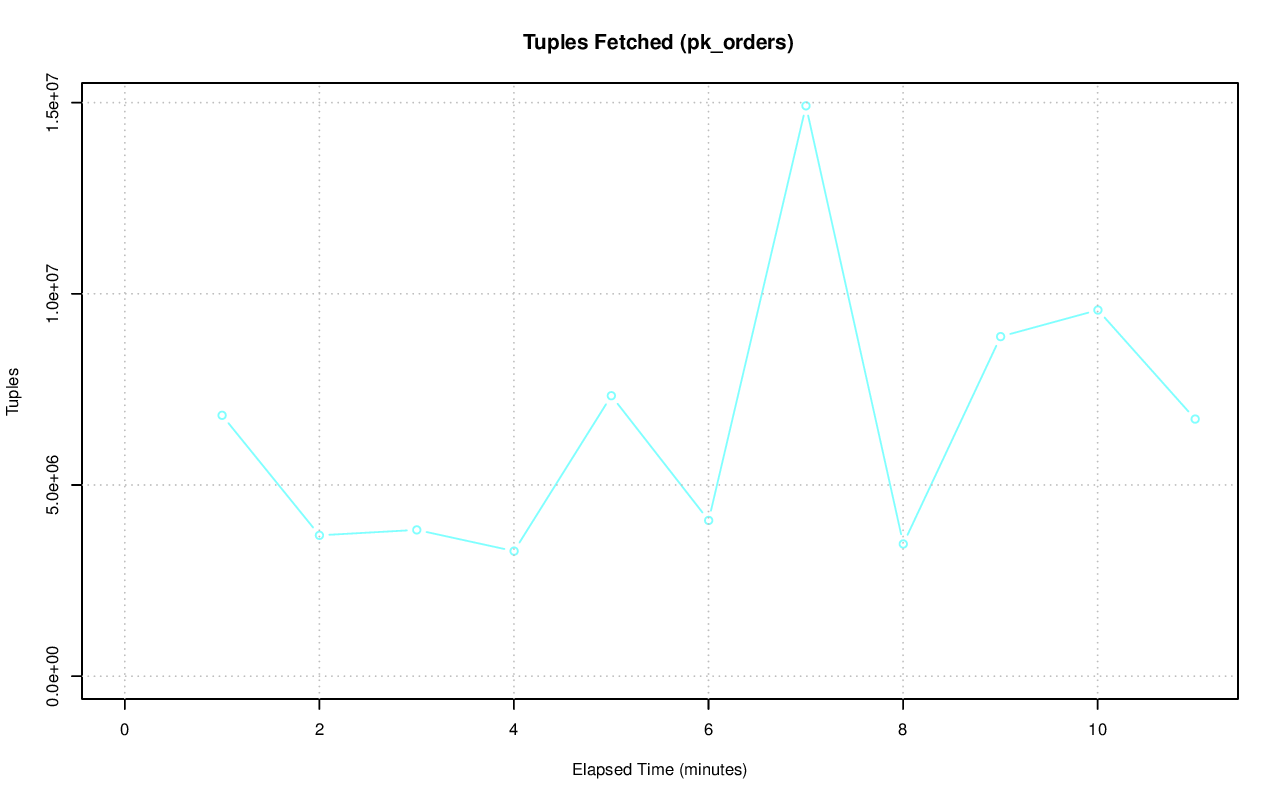 Tuples Fetched (pk_orders)
1.5e+07
1.0e+07
5.0e+06
0.0e+00
Tuples
0 2 4 6 8 10
Elapsed Time (minutes)